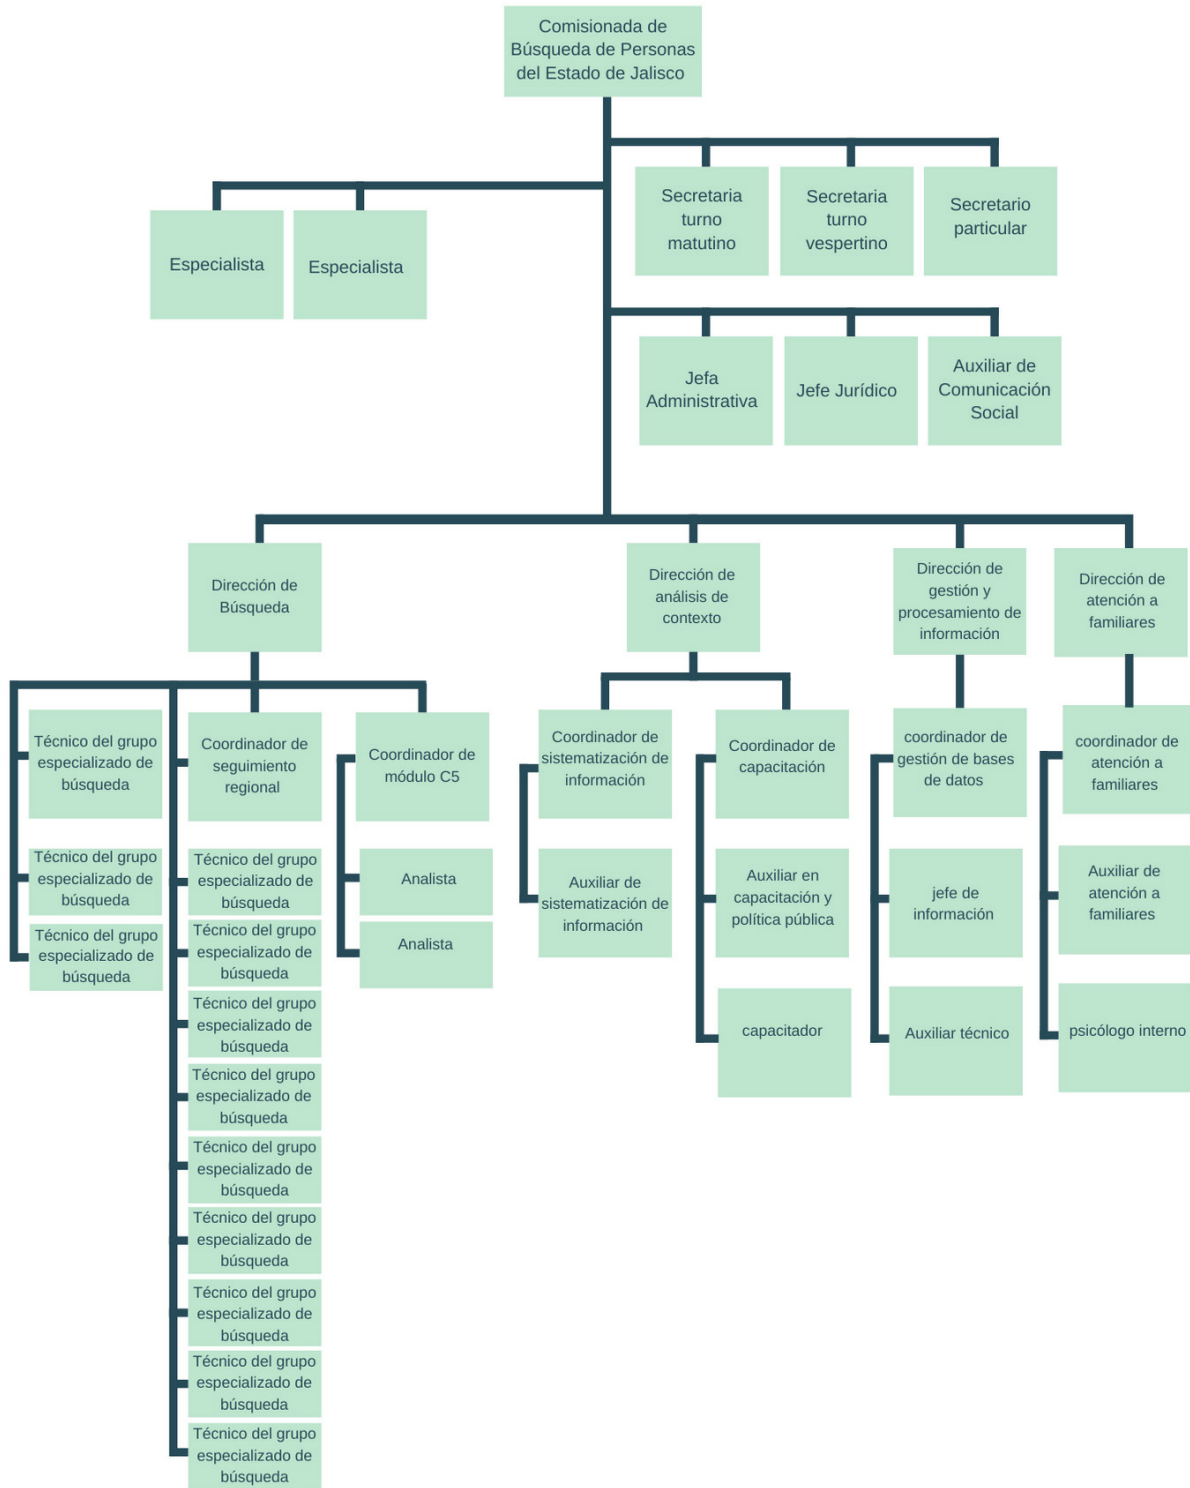 Comisionada de
Búsqueda de Personas
del Estado de Jalisco
Secretaria
turno
matutino
Secretaria
turno
vespertino
Secretario
particular
Especialista
Especialista
Jefa
Administrativa
Jefe Jurídico
Auxiliar de
Comunicación
Social
Dirección de
Búsqueda
Dirección de
análisis de
contexto
Dirección de
gestión y
procesamiento de
información
Dirección de
atención a
familiares
Técnico del grupo
especializado de
búsqueda
Técnico del grupo
especializado de
búsqueda
Técnico del grupo
especializado de
búsqueda
Coordinador de
seguimiento
regional
Técnico del grupo
especializado de
búsqueda
Técnico del grupo
especializado de
búsqueda
Técnico del grupo
especializado de
búsqueda
Técnico del grupo
especializado de
búsqueda
Técnico del grupo
especializado de
búsqueda
Técnico del grupo
especializado de
búsqueda
Técnico del grupo
especializado de
búsqueda
Técnico del grupo
especializado de
búsqueda
Técnico del grupo
especializado de
búsqueda
Coordinador de
módulo C5
Analista
Analista
Coordinador de
sistematización de
información
Auxiliar de
sistematización de
información
Coordinador de
capacitación
Auxiliar en
capacitación y
política pública
capacitador
coordinador de
gestión de bases
de datos
jefe de
información
Auxiliar técnico
coordinador de
atención a
familiares
Auxiliar de
atención a
familiares
psicólogo interno